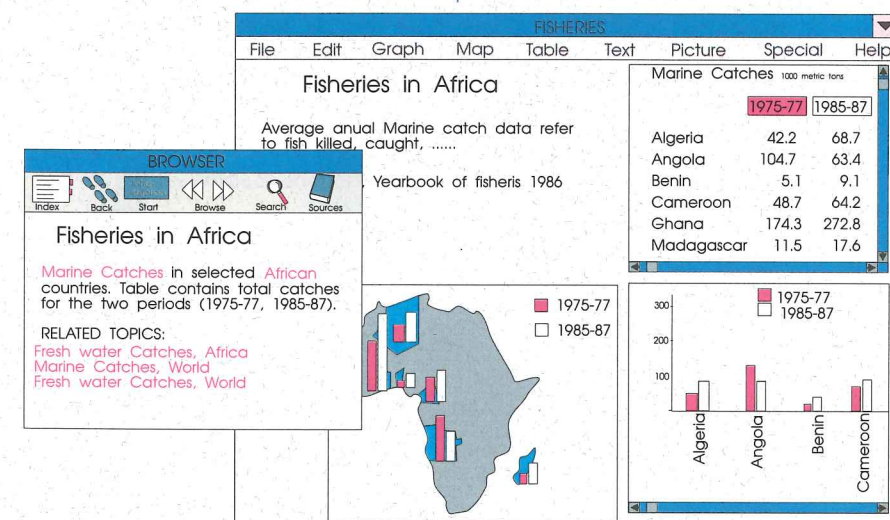 FISHERIES
File Edit Graph Map Table Text Picture Special Help
Fisheries in Africa
Average anual Marine catch data refer
to fish killed, caught, ......
Yearbook of fisheris 1986
Marine Catches 1000 metric tons
1975-77 1985-87
Algeria 42.2 68.7
Angola 104.7 63.4
Benin 5.1 9.1
Cameroon 48.7 64.2
Ghana 174.3 272.8
Madagascar 11.5 17.6
BROWSER
Index Back Start Browse Search Sources
Fisheries in Africa
Marine Catches in selected African
countries. Table contains total catches
for the two periods (1975-77, 1985-87).
RELATED TOPICS:
Fresh water Catches, Africa
Marine Catches, World
Fresh water Catches, World
1975-77
1985-87
1975-77
1985-87
300
200
100
Algeria
Angola
Benin
Cameroon